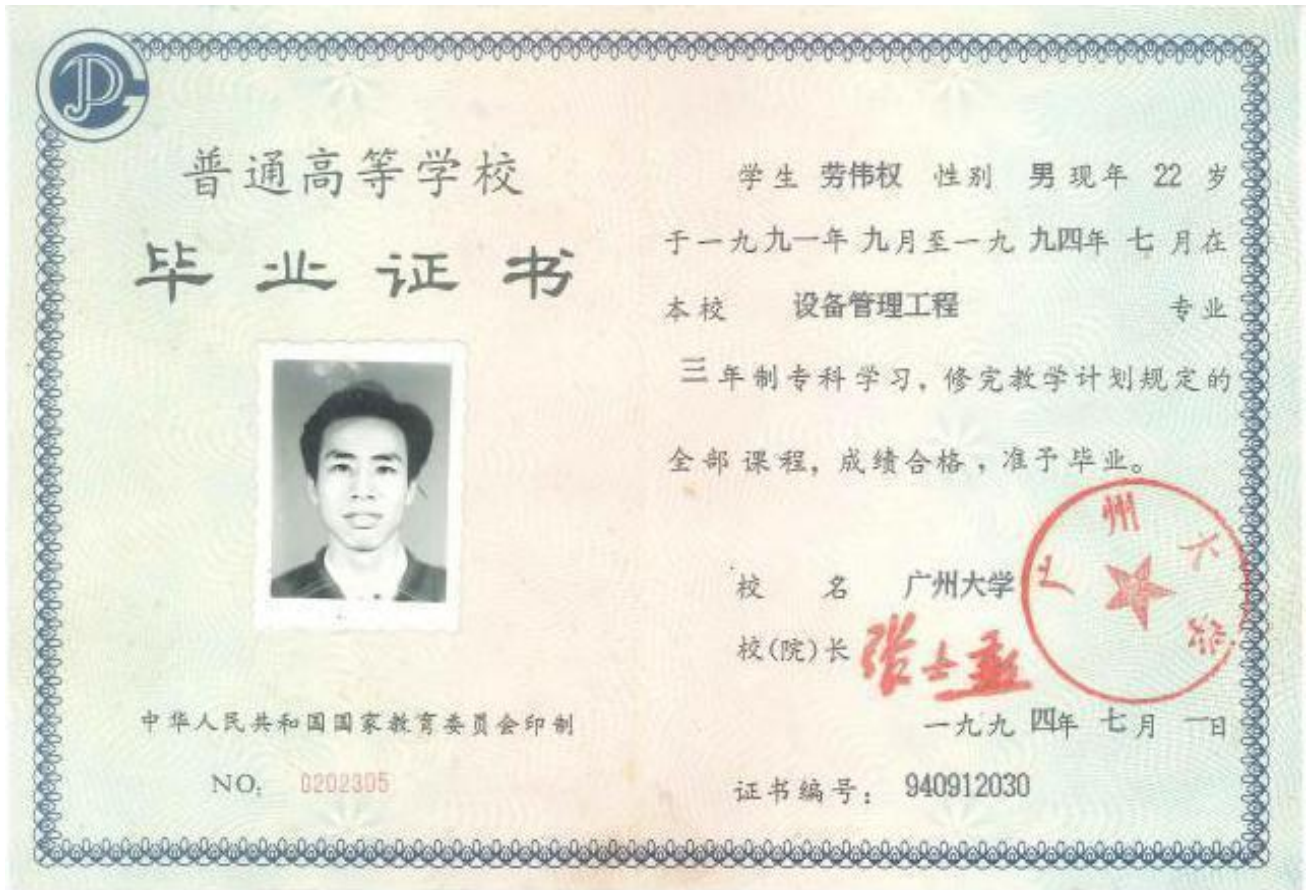 普通高等学校
毕业证书
中华人民共和国国家教育委员会印制
NO: 0202305
学生 劳伟权 性别 男 现年 22 岁
于一九九一年九月至一九九四年七月在
本校 设备管理工程 专业
三年制专科学习，修完教学计划规定的
全部课程，成绩合格，准予毕业。
校 名 广州大学
校(院)长
一九九四年七月一日
证书编号：940912030
广州大学